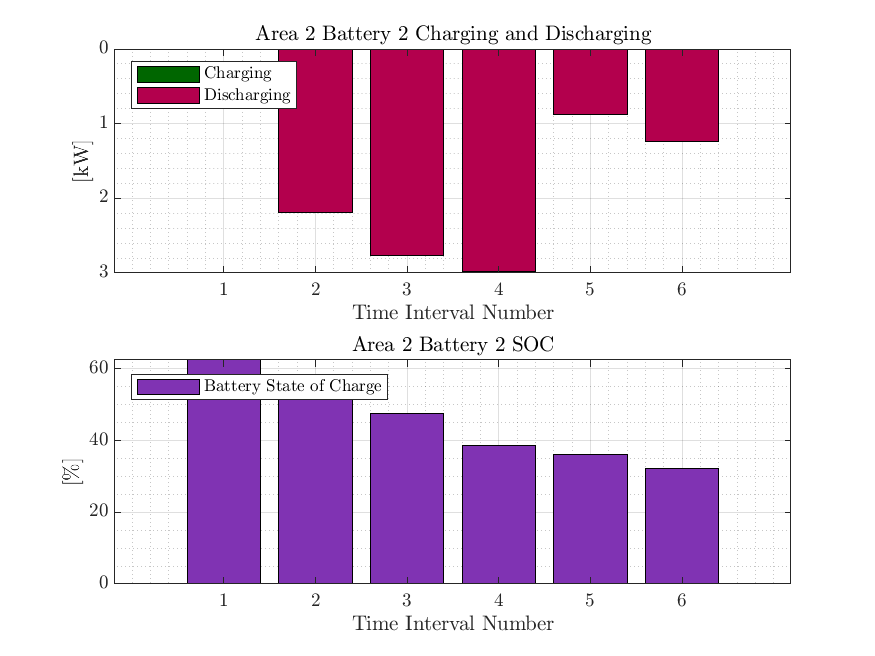 Area 2 Battery 2 Charging and Discharging
0
1
2
3
[kW]
Charging
Discharging
1 2 3 4 5 6
Time Interval Number
Area 2 Battery 2 SOC
60
40
20
0
[%]
Battery State of Charge
1 2 3 4 5 6
Time Interval Number